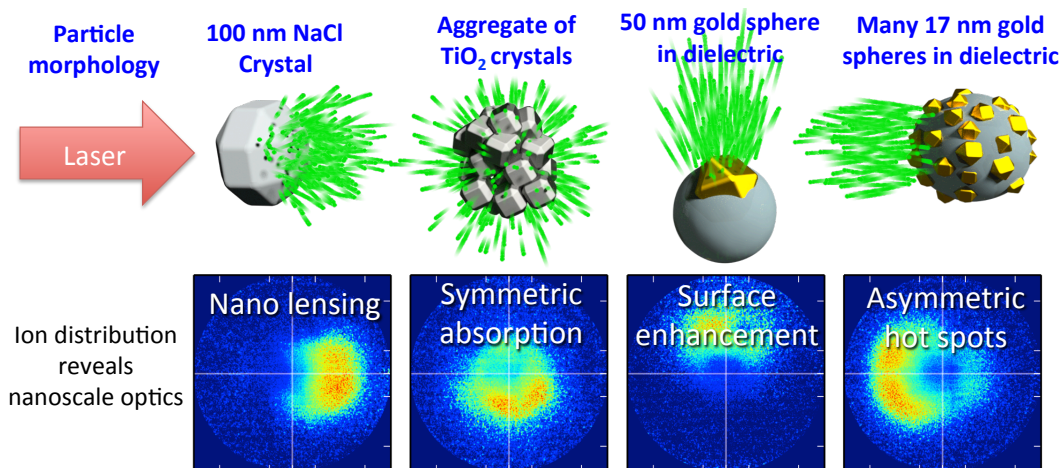 Particle
morphology
100 nm NaCl
Crystal
Aggregate of
TiO₂ crystals
50 nm gold sphere
in dielectric
Many 17 nm gold
spheres in dielectric
Laser
Ion distribution
reveals
nanoscale optics
Nano lensing
Symmetric
absorption
Surface
enhancement
Asymmetric
hot spots